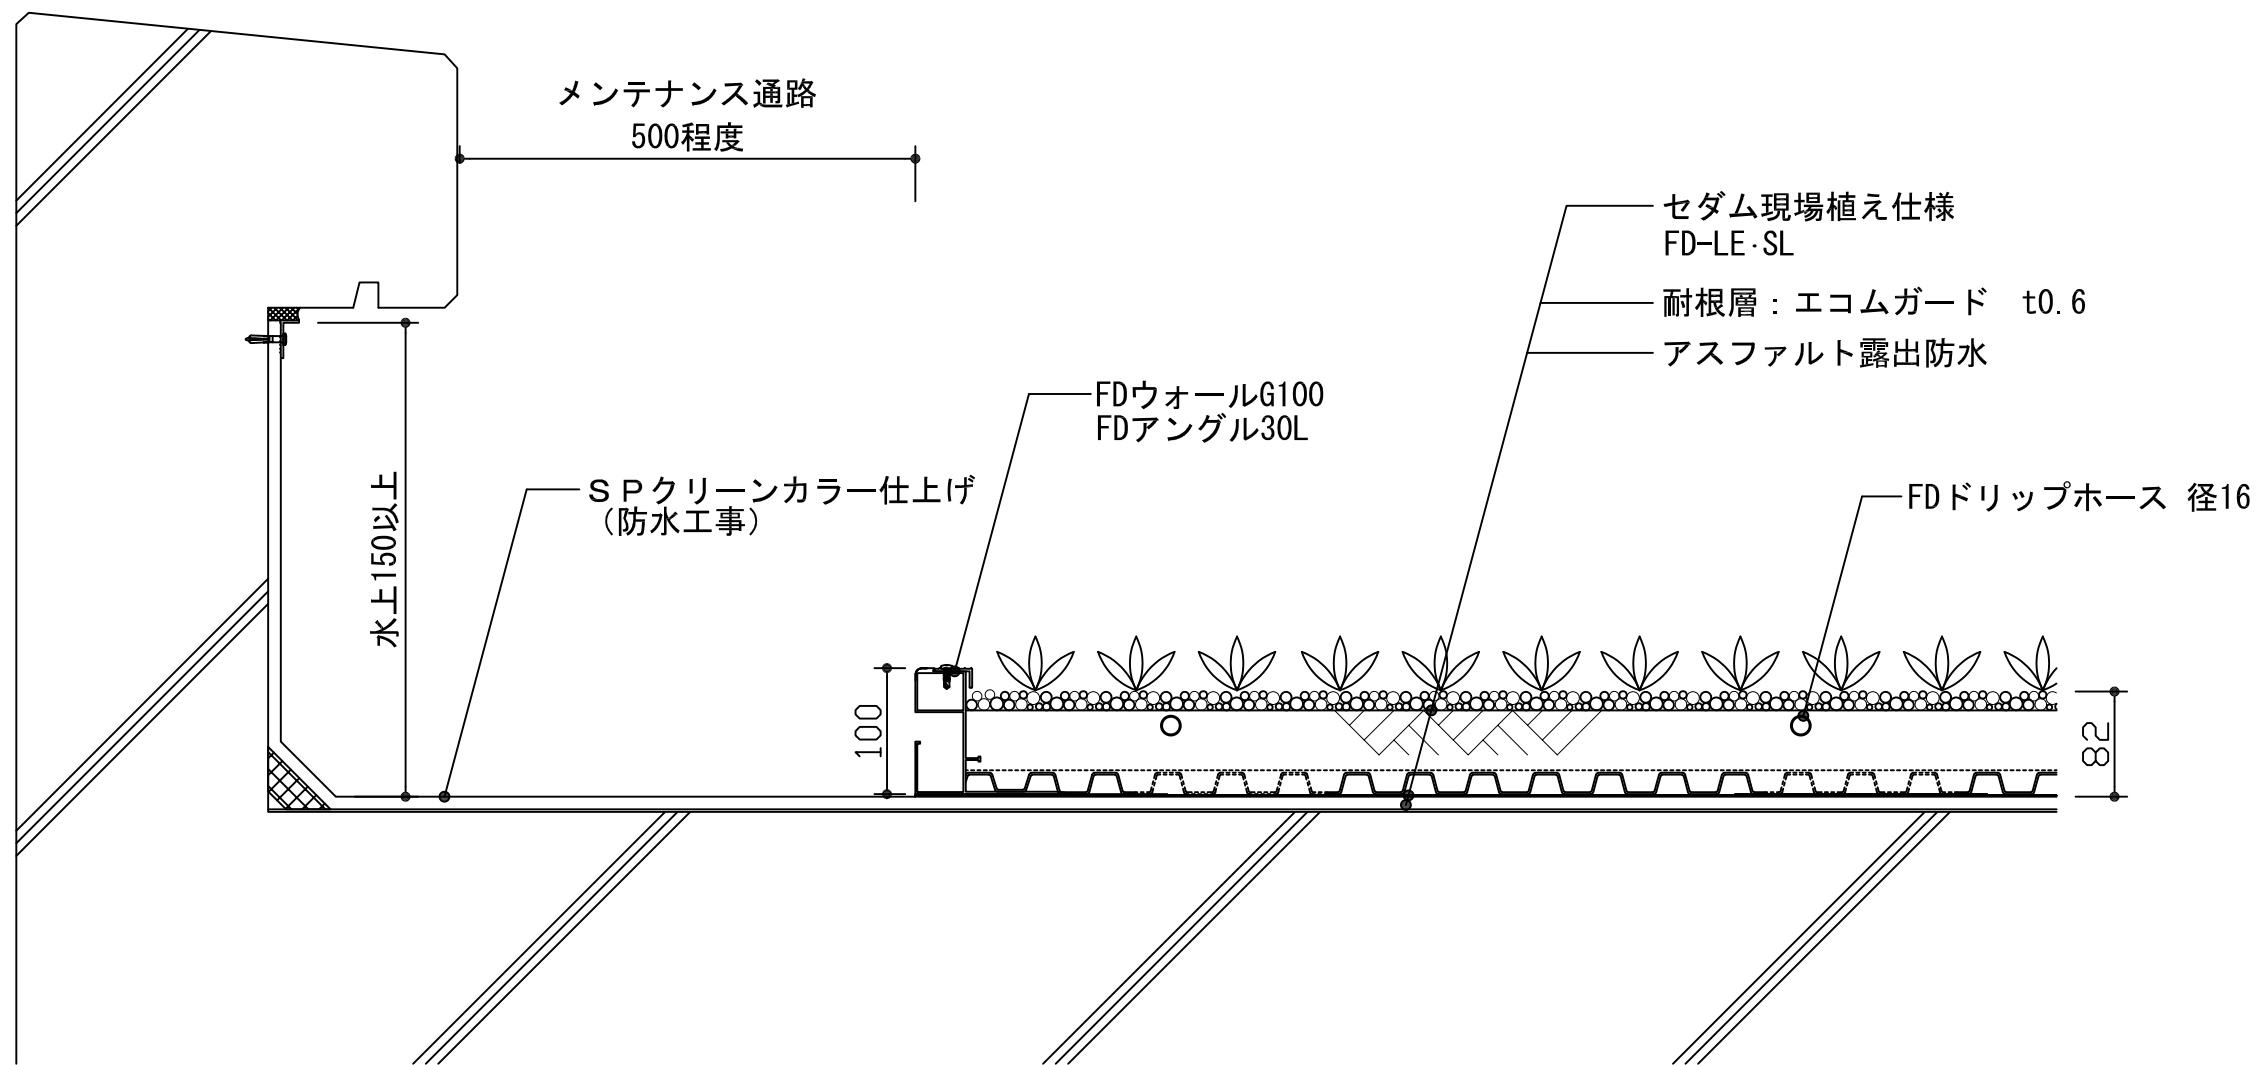 メンテナンス通路
500程度
セダム現場植え仕様
FD-LE·SL
耐根層：エコムガード　t0.6
アスファルト露出防水
FDウォールG100
FDアングル30L
ＳＰクリーンカラー仕上げ
（防水工事）
FDドリップホース 径16
水上150以上
100
82